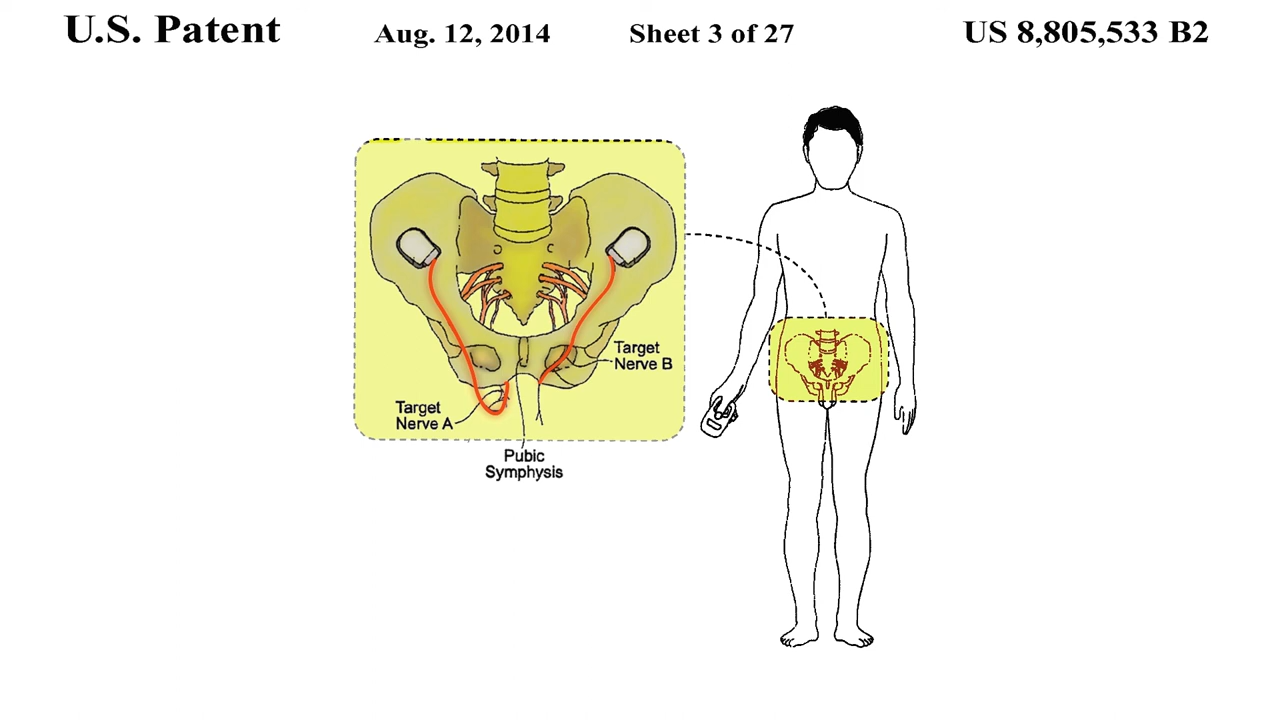 U.S. Patent Aug. 12, 2014 Sheet 3 of 27 US 8,805,533 B2
Target
Nerve B
Target
Nerve A
Pubic
Symphysis